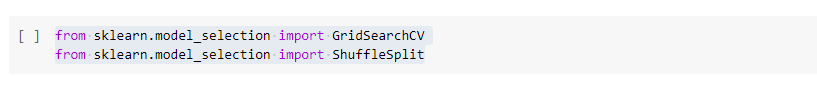 [ ] from sklearn.model_selection import GridSearchCV
from sklearn.model_selection import ShuffleSplit